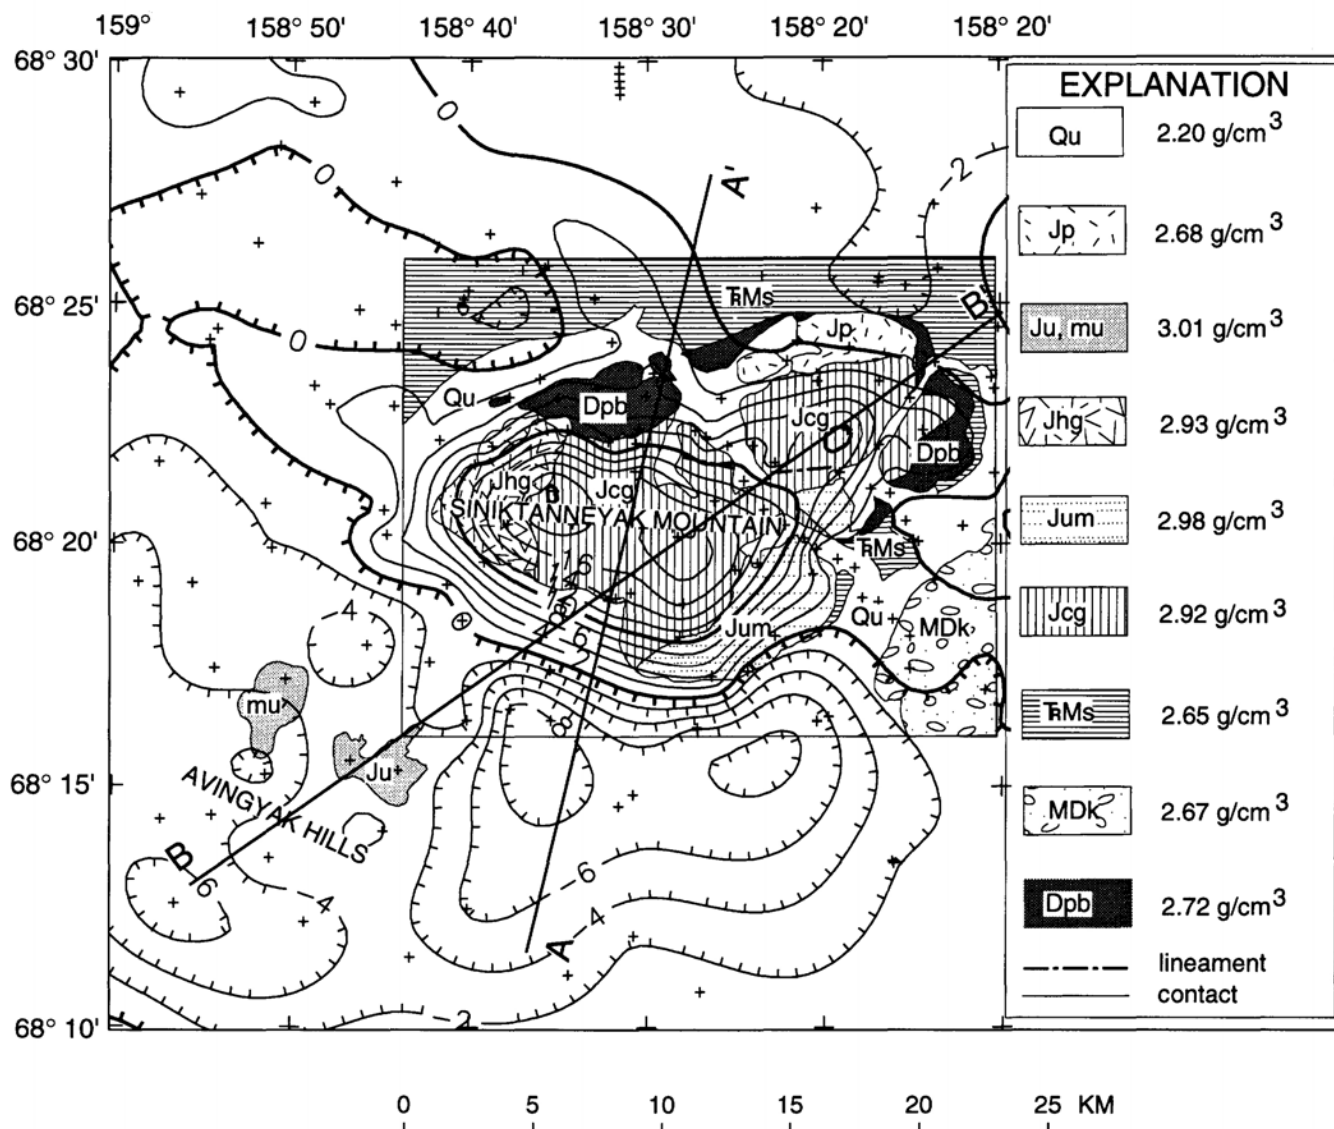 159° 158° 50' 158° 40' 158° 30' 158° 20' 158° 20'
68° 30'
68° 25'
68° 20'
68° 15'
68° 10'
0
0
0
2
A'
B'
TRMs
Jp
Qu
Dpb
Jcg
Dpb
Jhg
Jcg
SINIKTANNEYAK MOUNTAIN
TRMs
16
14
6
2
Jum
Qu
MDk
4
8
mu
Ju
AVINGYAK HILLS
B
6
4
6
4
A
2
EXPLANATION
Qu 2.20 g/cm3
Jp 2.68 g/cm3
Ju, mu 3.01 g/cm3
Jhg 2.93 g/cm3
Jum 2.98 g/cm3
Jcg 2.92 g/cm3
TRMs 2.65 g/cm3
MDk 2.67 g/cm3
Dpb 2.72 g/cm3
lineament
contact
0 5 10 15 20 25 KM